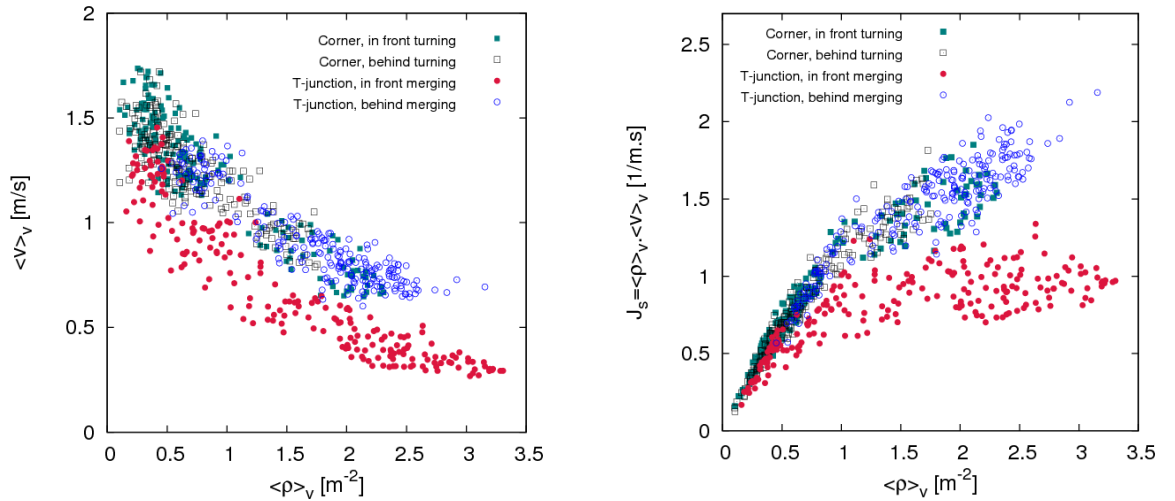 2
1.5
1
0.5
0
0 0.5 1 1.5 2 2.5 3 3.5
<v>ᵥ [m/s]
<ρ>ᵥ [m⁻²]
Corner, in front turning
Corner, behind turning
T-junction, in front merging
T-junction, behind merging
2.5
2
1.5
1
0.5
0
0 0.5 1 1.5 2 2.5 3 3.5
Jₛ=<ρ>ᵥ.<v>ᵥ [1/m.s]
<ρ>ᵥ [m⁻²]
Corner, in front turning
Corner, behind turning
T-junction, in front merging
T-junction, behind merging